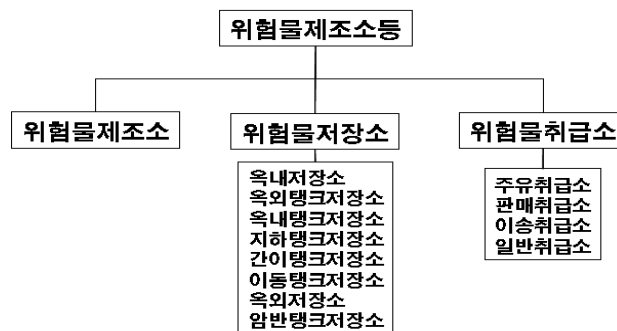 위험물제조소등
위험물제조소
위험물저장소
위험물취급소
옥내저장소
옥외탱크저장소
옥내탱크저장소
지하탱크저장소
간이탱크저장소
이동탱크저장소
옥외저장소
암반탱크저장소
주유취급소
판매취급소
이송취급소
일반취급소